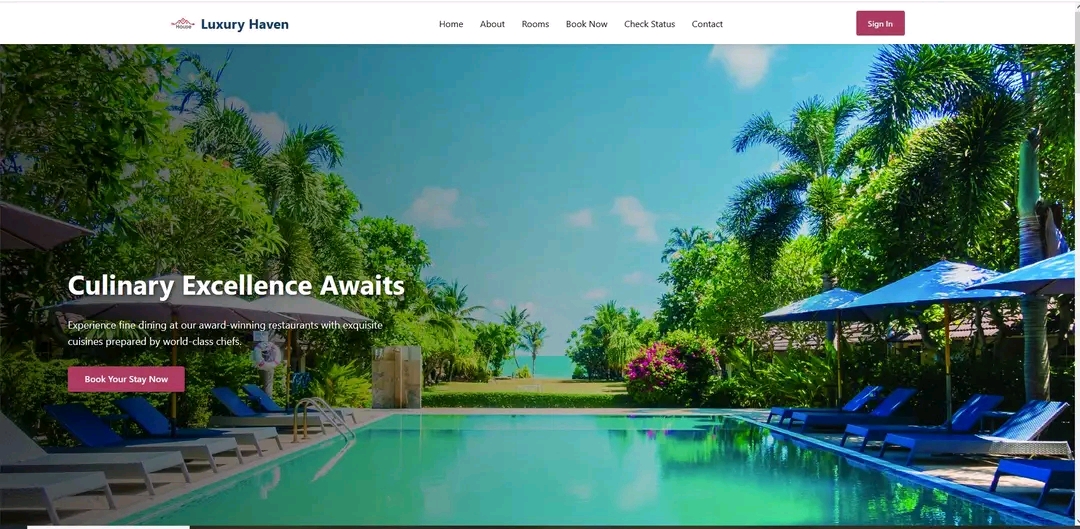 House
Luxury Haven
Home
About
Rooms
Book Now
Check Status
Contact
Sign In
Culinary Excellence Awaits
Experience fine dining at our award-winning restaurants with exquisite
cuisines prepared by world-class chefs.
Book Your Stay Now